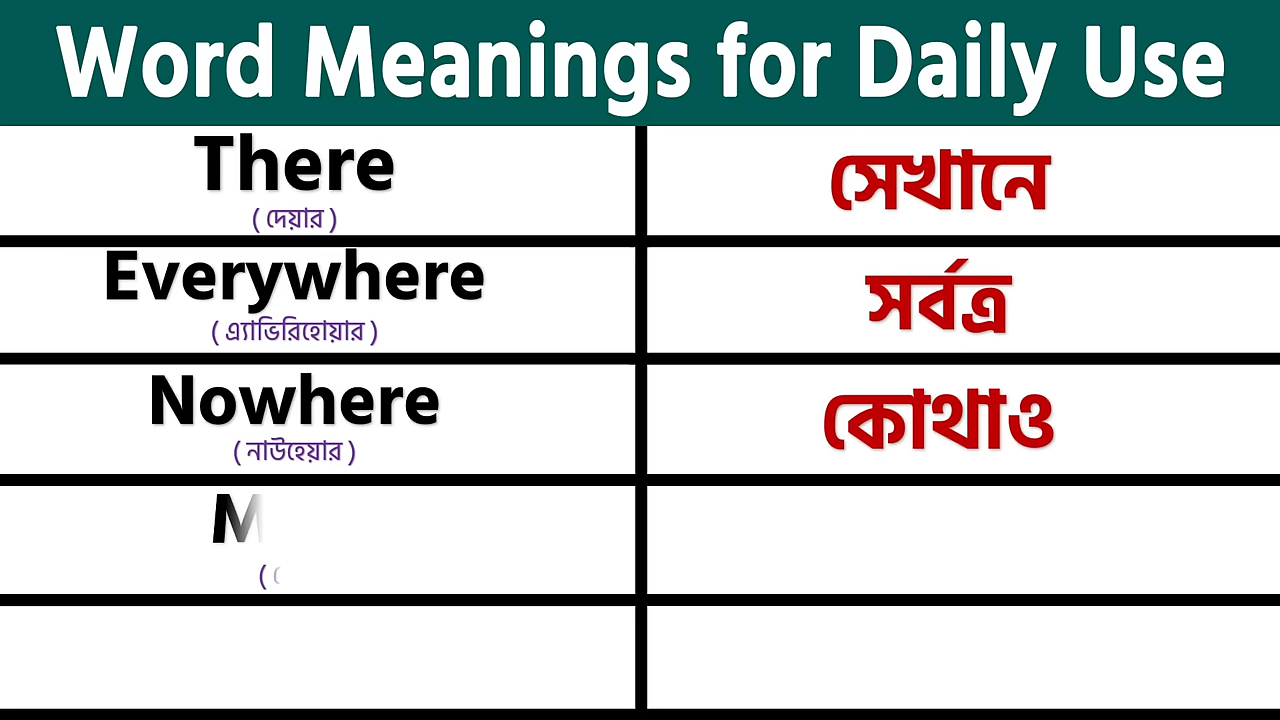 Word Meanings for Daily Use
There
( দেয়ার )
সেখানে
Everywhere
( এ্যাভিরিহোয়ার )
সর্বত্র
Nowhere
( নাউহেয়ার )
কোথাও
M